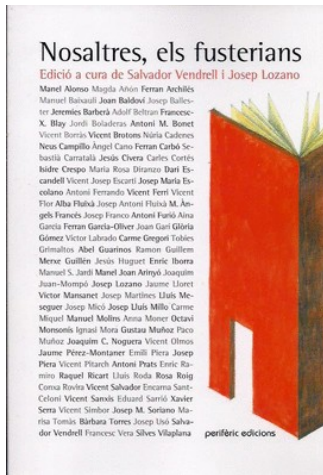 Nosaltres, els fusterians
Edició a cura de Salvador Vendrell i Josep Lozano
Manel Alonso Magda Añón Ferran Archilés
Manuel Baixauli Joan Baldoví Josep Balles-
ter Jeremies Barberà Adolf Beltran Francesc-
X. Blay Jordi Boladeras Antoni M. Bonet
Vicent Borràs Vicent Brotons Núria Cadenes
Neus Campillo Àngel Cano Ferran Carbó Se-
bastià Carratalà Jesús Civera Carles Cortés
Isidre Crespo Maria Rosa Diranzo Dari Es-
candell Vicent Josep Escartí Josep Maria Es-
colano Antoni Ferrando Vicent Ferri Vicent
Flor Alba Fluixà Josep Antoni Fluixà M. Àn-
gels Francés Josep Franco Antoni Furió Aina
Garcia Ferran Garcia-Oliver Joan Garí Glòria
Gómez Víctor Labrado Carme Gregori Tobies
Grimaltos Abel Guarinos Ramon Guillem
Merxe Guillén Jesús Huguet Enric Iborra
Manuel S. Jardí Manel Joan Arinyó Joaquim
Juan-Mompó Josep Lozano Jaume Lloret
Víctor Mansanet Josep Martines Lluís Me-
seguer Josep Micó Josep Lluís Millo Carme
Miquel Manuel Molins Anna Moner Octavi
Monsonís Ignasi Mora Gustau Muñoz Paco
Muñoz Joaquim C. Noguera Vicent Olmos
Jaume Pérez-Montaner Emili Piera Josep
Piera Vicent Pitarch Antoni Prats Enric Ra-
miro Raquel Ricart Lluís Roda Rosa Roig
Conxa Rovira Vicent Salvador Encarna Sant-
Celoni Vicent Sanxis Eduard Sarrió Xavier
Serra Vicent Simbor Josep M. Soriano Ma-
risa Tomàs Bàrbara Torres Josep Usó Salva-
dor Vendrell Francesc Vera Silves Vilaplana
perifèric edicions